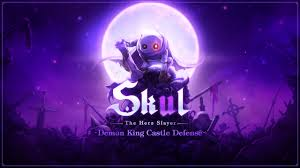 Skul
The Hero Slayer
Demon King Castle Defense